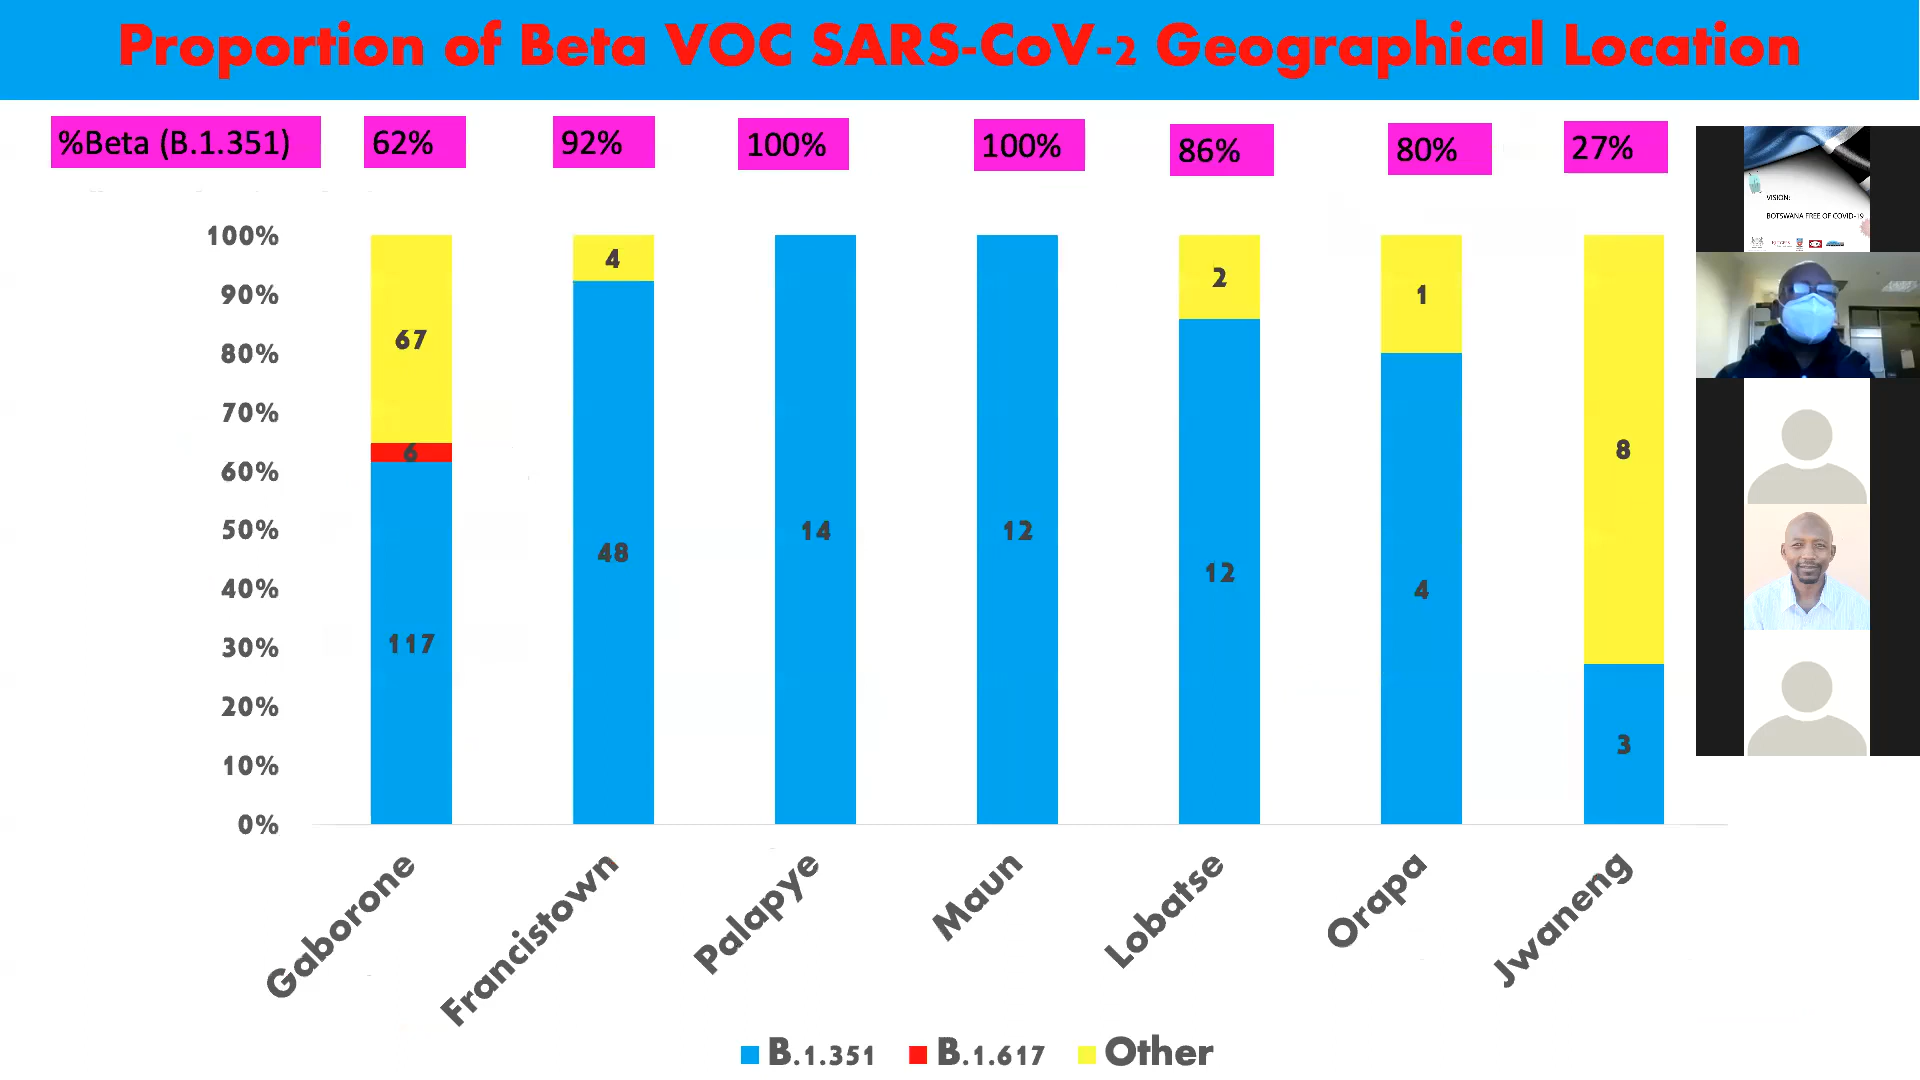 Proportion of Beta VOC SARS-CoV-2 Geographical Location
%Beta (B.1.351) 62% 92% 100% 100% 86% 80% 27%
VISION:
BOTSWANA FREE OF COVID-19
100%
90%
80%
70%
60%
50%
40%
30%
20%
10%
0%
67
6
117
4
48
14
12
2
12
1
4
8
3
Gaborone
Francistown
Palapye
Maun
Lobatse
Orapa
Jwaneng
B.1.351 B.1.617 Other